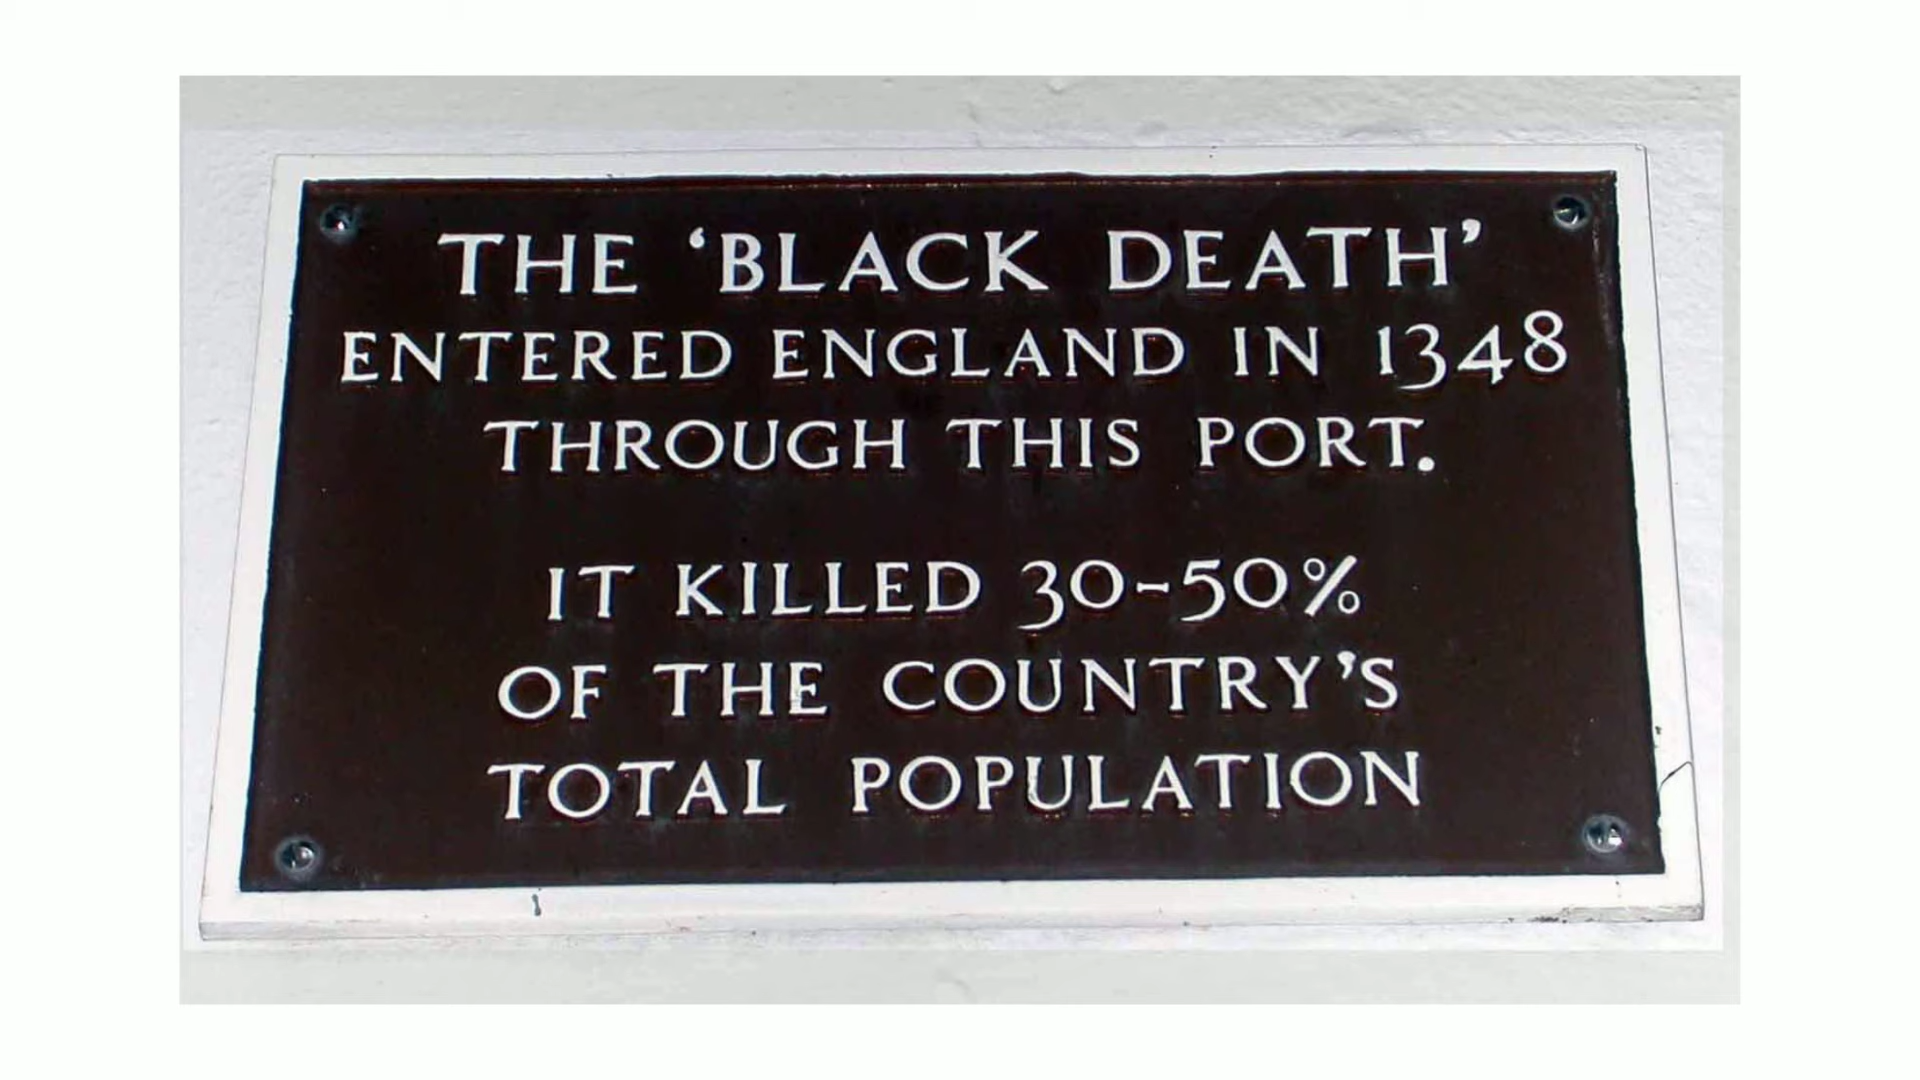 THE ‘BLACK DEATH’
ENTERED ENGLAND IN 1348
THROUGH THIS PORT.
IT KILLED 30-50%
OF THE COUNTRY’S
TOTAL POPULATION